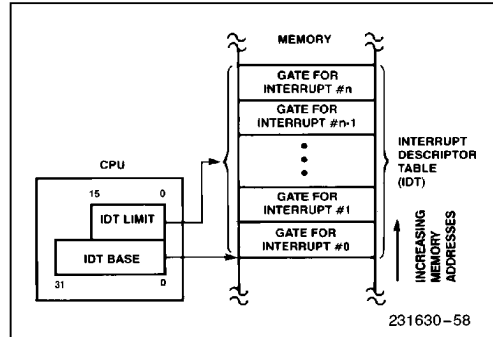 MEMORY
GATE FOR
INTERRUPT #n
GATE FOR
INTERRUPT #n-1
CPU
15 0
IDT LIMIT
IDT BASE
31 0
GATE FOR
INTERRUPT #1
GATE FOR
INTERRUPT #0
INTERRUPT
DESCRIPTOR
TABLE
(IDT)
INCREASING
MEMORY
ADDRESSES
231630-58